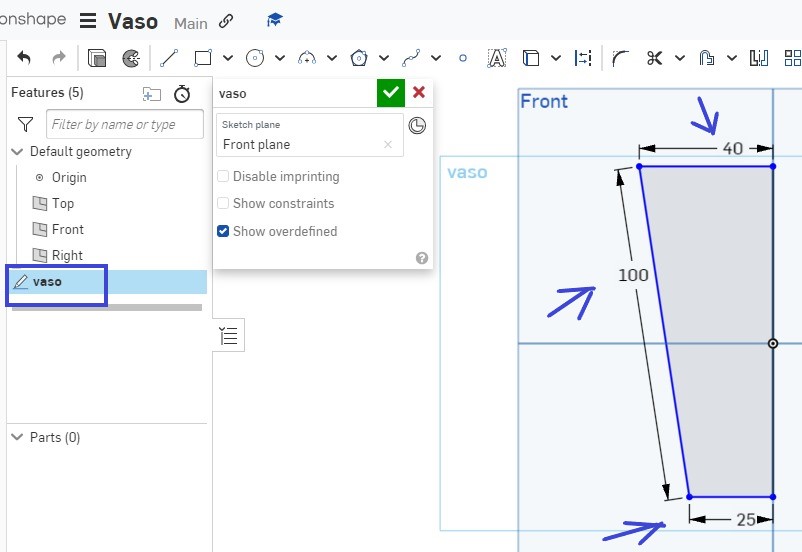 onshape Vaso Main
Features (5)
Filter by name or type
Default geometry
Origin
Top
Front
Right
vaso
Parts (0)
vaso
Sketch plane
Front plane
Disable imprinting
Show constraints
Show overdefined
Front
vaso
40
100
25